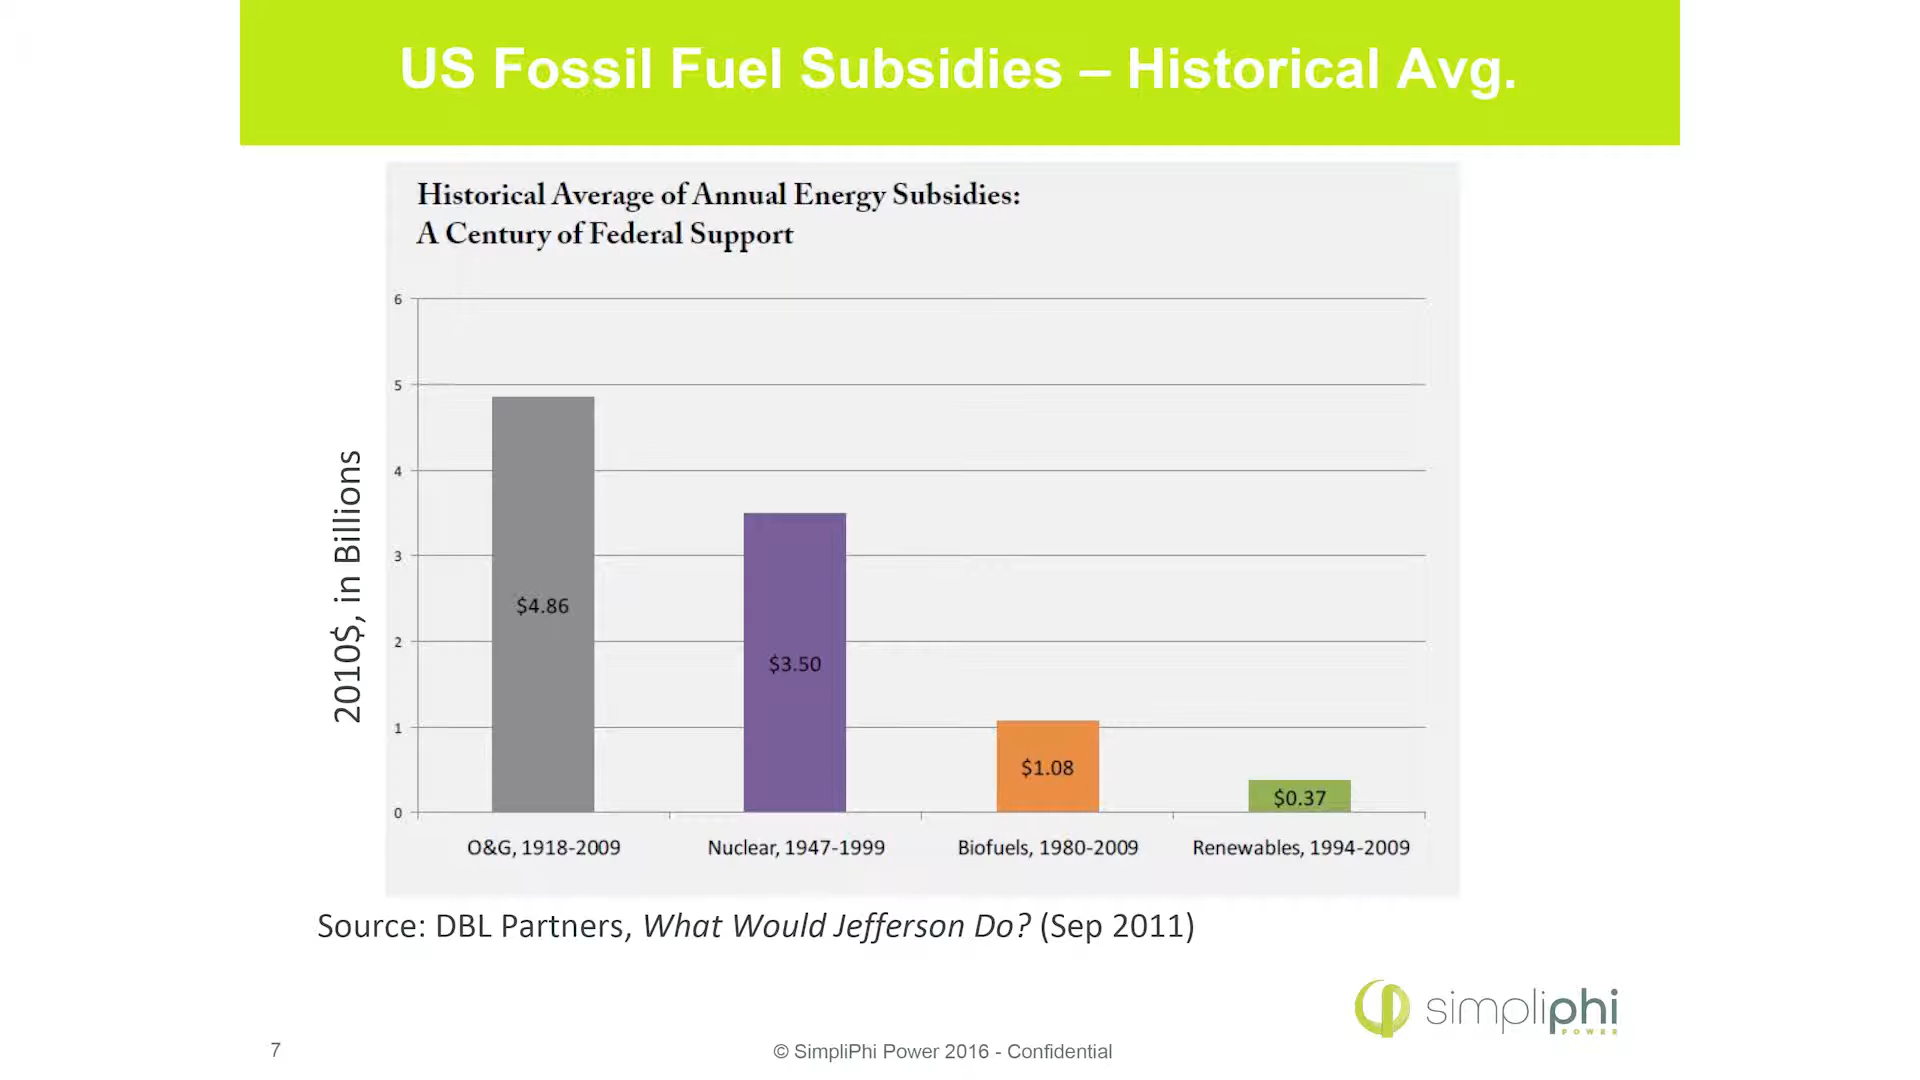 US Fossil Fuel Subsidies – Historical Avg.
Historical Average of Annual Energy Subsidies:
A Century of Federal Support
2010$, in Billions
6
5
4
3
2
1
0
$4.86
$3.50
$1.08
$0.37
O&G, 1918-2009
Nuclear, 1947-1999
Biofuels, 1980-2009
Renewables, 1994-2009
Source: DBL Partners, What Would Jefferson Do? (Sep 2011)
simpliphi
POWER
7
© SimpliPhi Power 2016 - Confidential